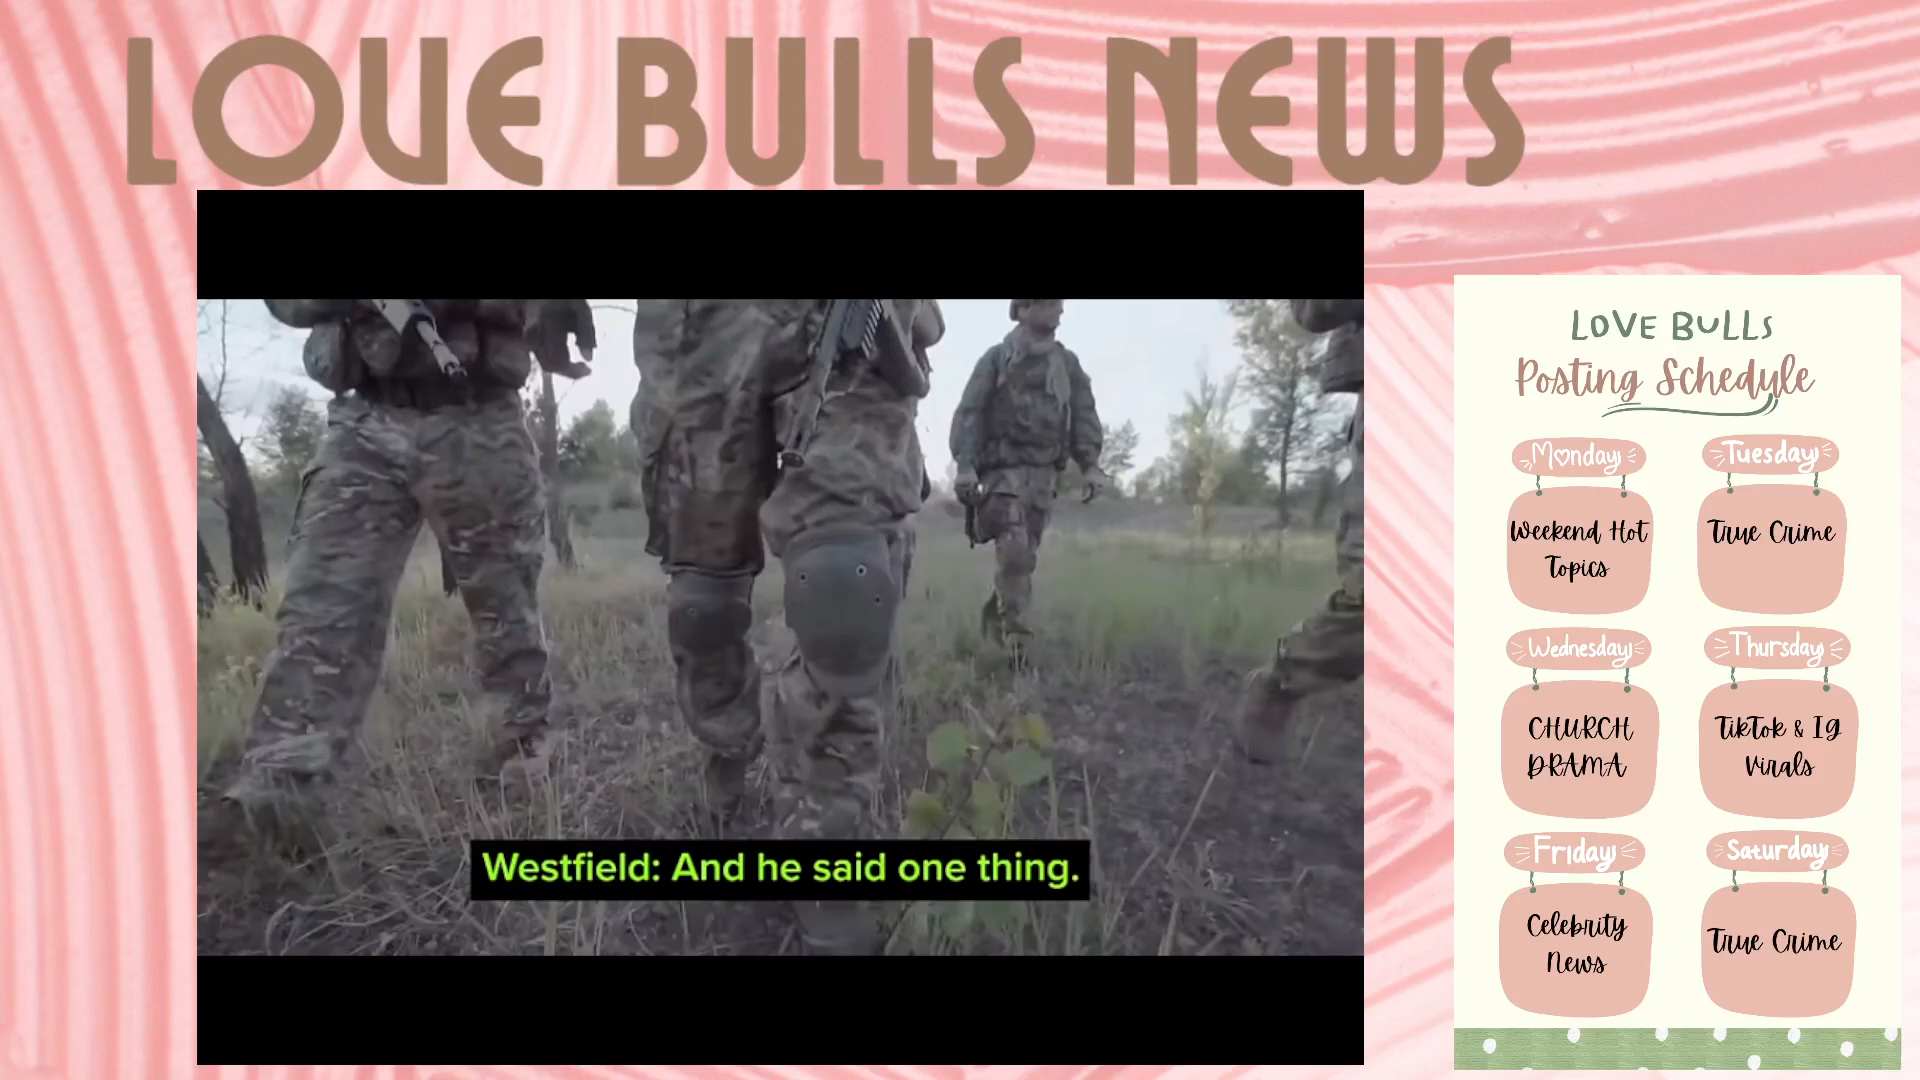 LOVE BULLS NEWS
Westfield: And he said one thing.
LOVE BULLS
Posting Schedule
Monday
Tuesday
Weekend Hot
Topics
True Crime
Wednesday
Thursday
CHURCH
DRAMA
TikTok & Ig
Virals
Friday
Saturday
Celebrity
News
True Crime